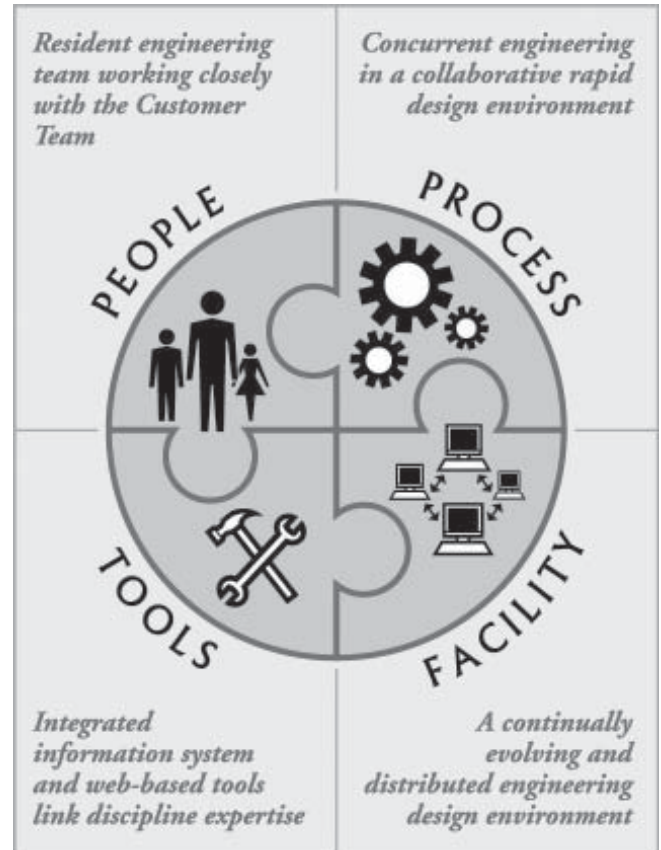 Resident engineering
team working closely
with the Customer
Team
Concurrent engineering
in a collaborative rapid
design environment
PEOPLE
PROCESS
TOOLS
FACILITY
Integrated
information system
and web-based tools
link discipline expertise
A continually
evolving and
distributed engineering
design environment